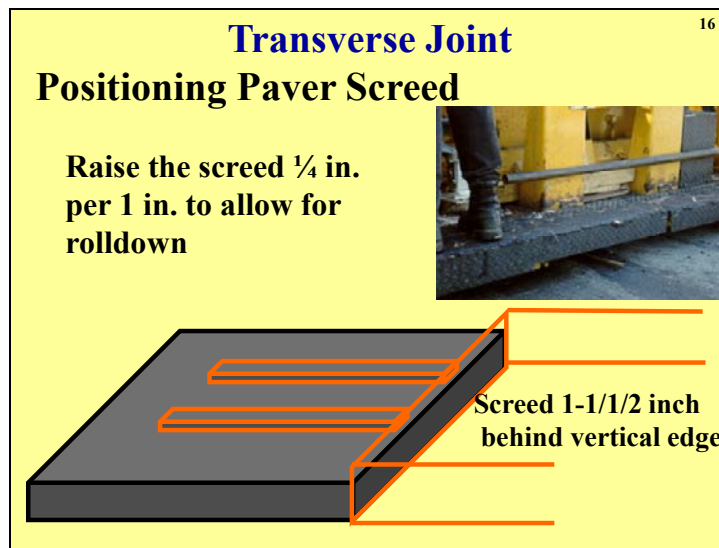 16
Transverse Joint
Positioning Paver Screed
Raise the screed ¼ in.
per 1 in. to allow for
rolldown
Screed 1-1/1/2 inch
behind vertical edge